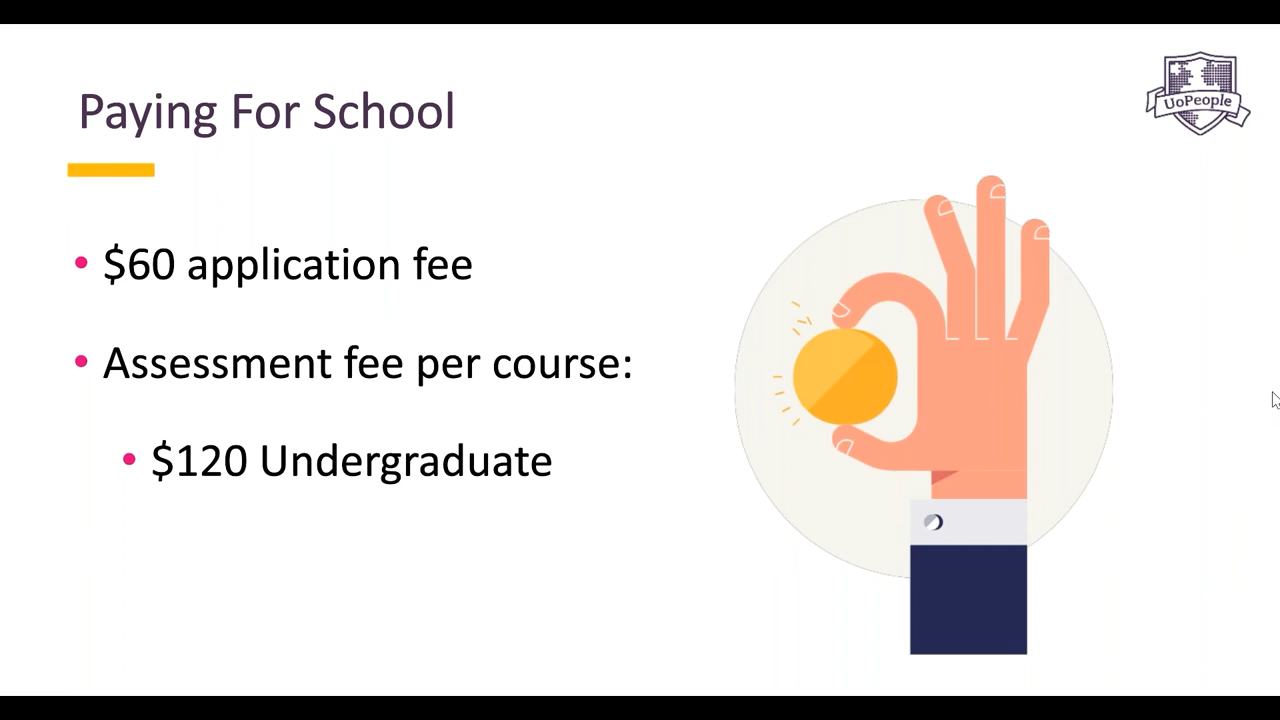 UoPeople
Paying For School
• $60 application fee
• Assessment fee per course:
• $120 Undergraduate